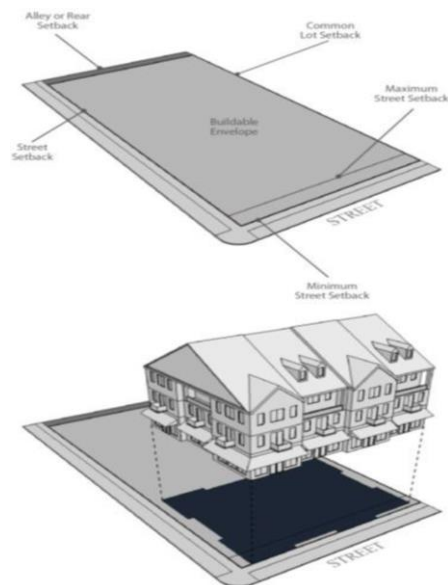 Alley or Rear
Setback
Common
Lot Setback
Maximum
Street Setback
Buildable
Envelope
Street
Setback
STREET
Minimum
Street Setback
STREET